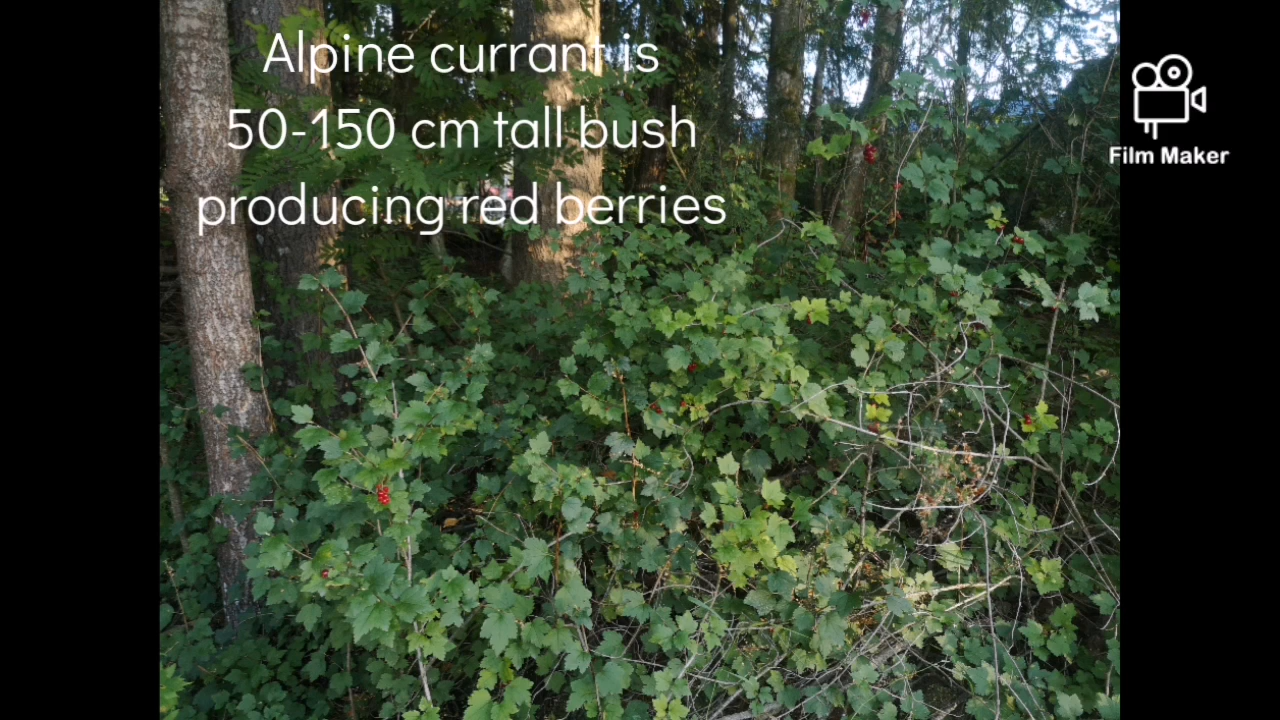 Alpine currant is
50-150 cm tall bush
producing red berries
Film Maker